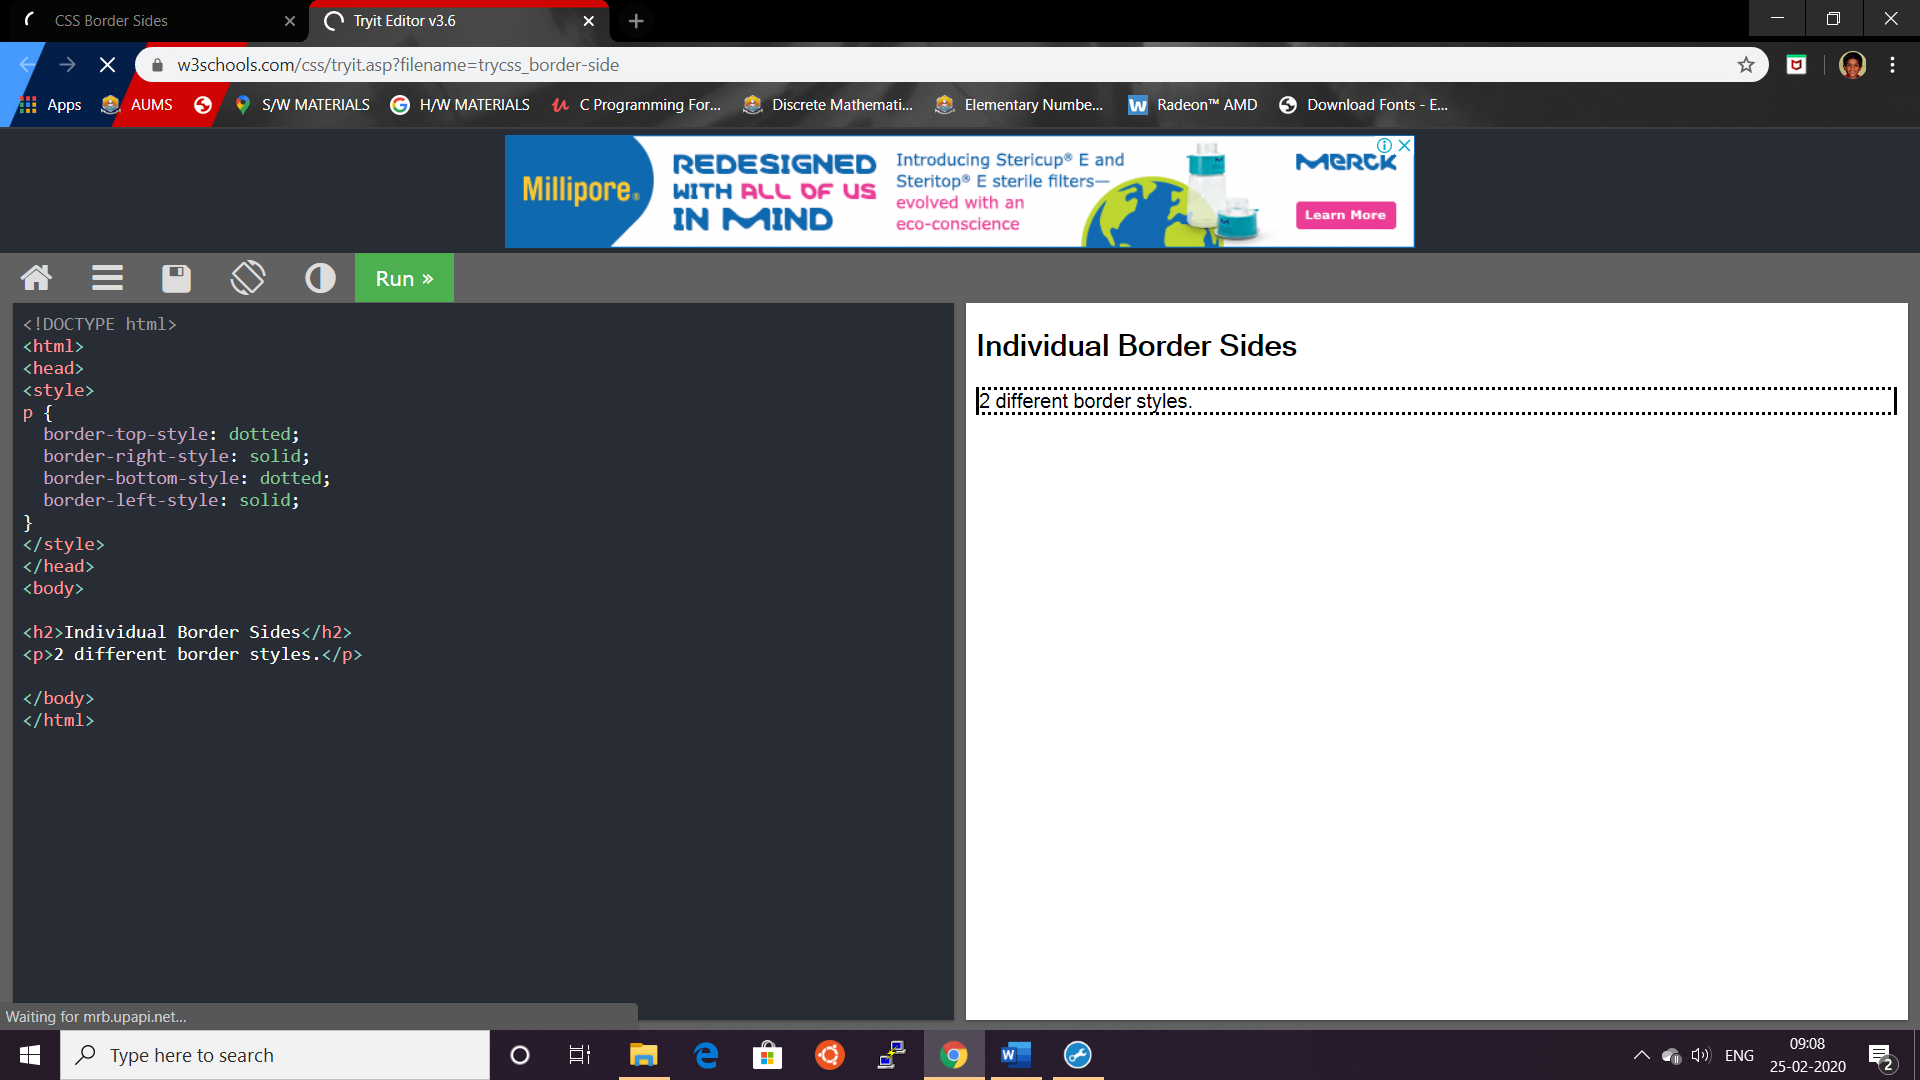 CSS Border Sides
Tryit Editor v3.6
w3schools.com/css/tryit.asp?filename=trycss_border-side
Apps
AUMS
S/W MATERIALS
H/W MATERIALS
C Programming For...
Discrete Mathemati...
Elementary Numbe...
Radeon™ AMD
Download Fonts - E...
Millipore®
REDESIGNED
WITH ALL OF US
IN MIND
Introducing Stericup® E and
Steritop® E sterile filters—
evolved with an
eco-conscience
MERCK
Learn More
Run »
<!DOCTYPE html>
<html>
<head>
<style>
p {
  border-top-style: dotted;
  border-right-style: solid;
  border-bottom-style: dotted;
  border-left-style: solid;
}
</style>
</head>
<body>
<h2>Individual Border Sides</h2>
<p>2 different border styles.</p>
</body>
</html>
Individual Border Sides
2 different border styles.
Waiting for mrb.upapi.net...
Type here to search
ENG
09:08
25-02-2020
2